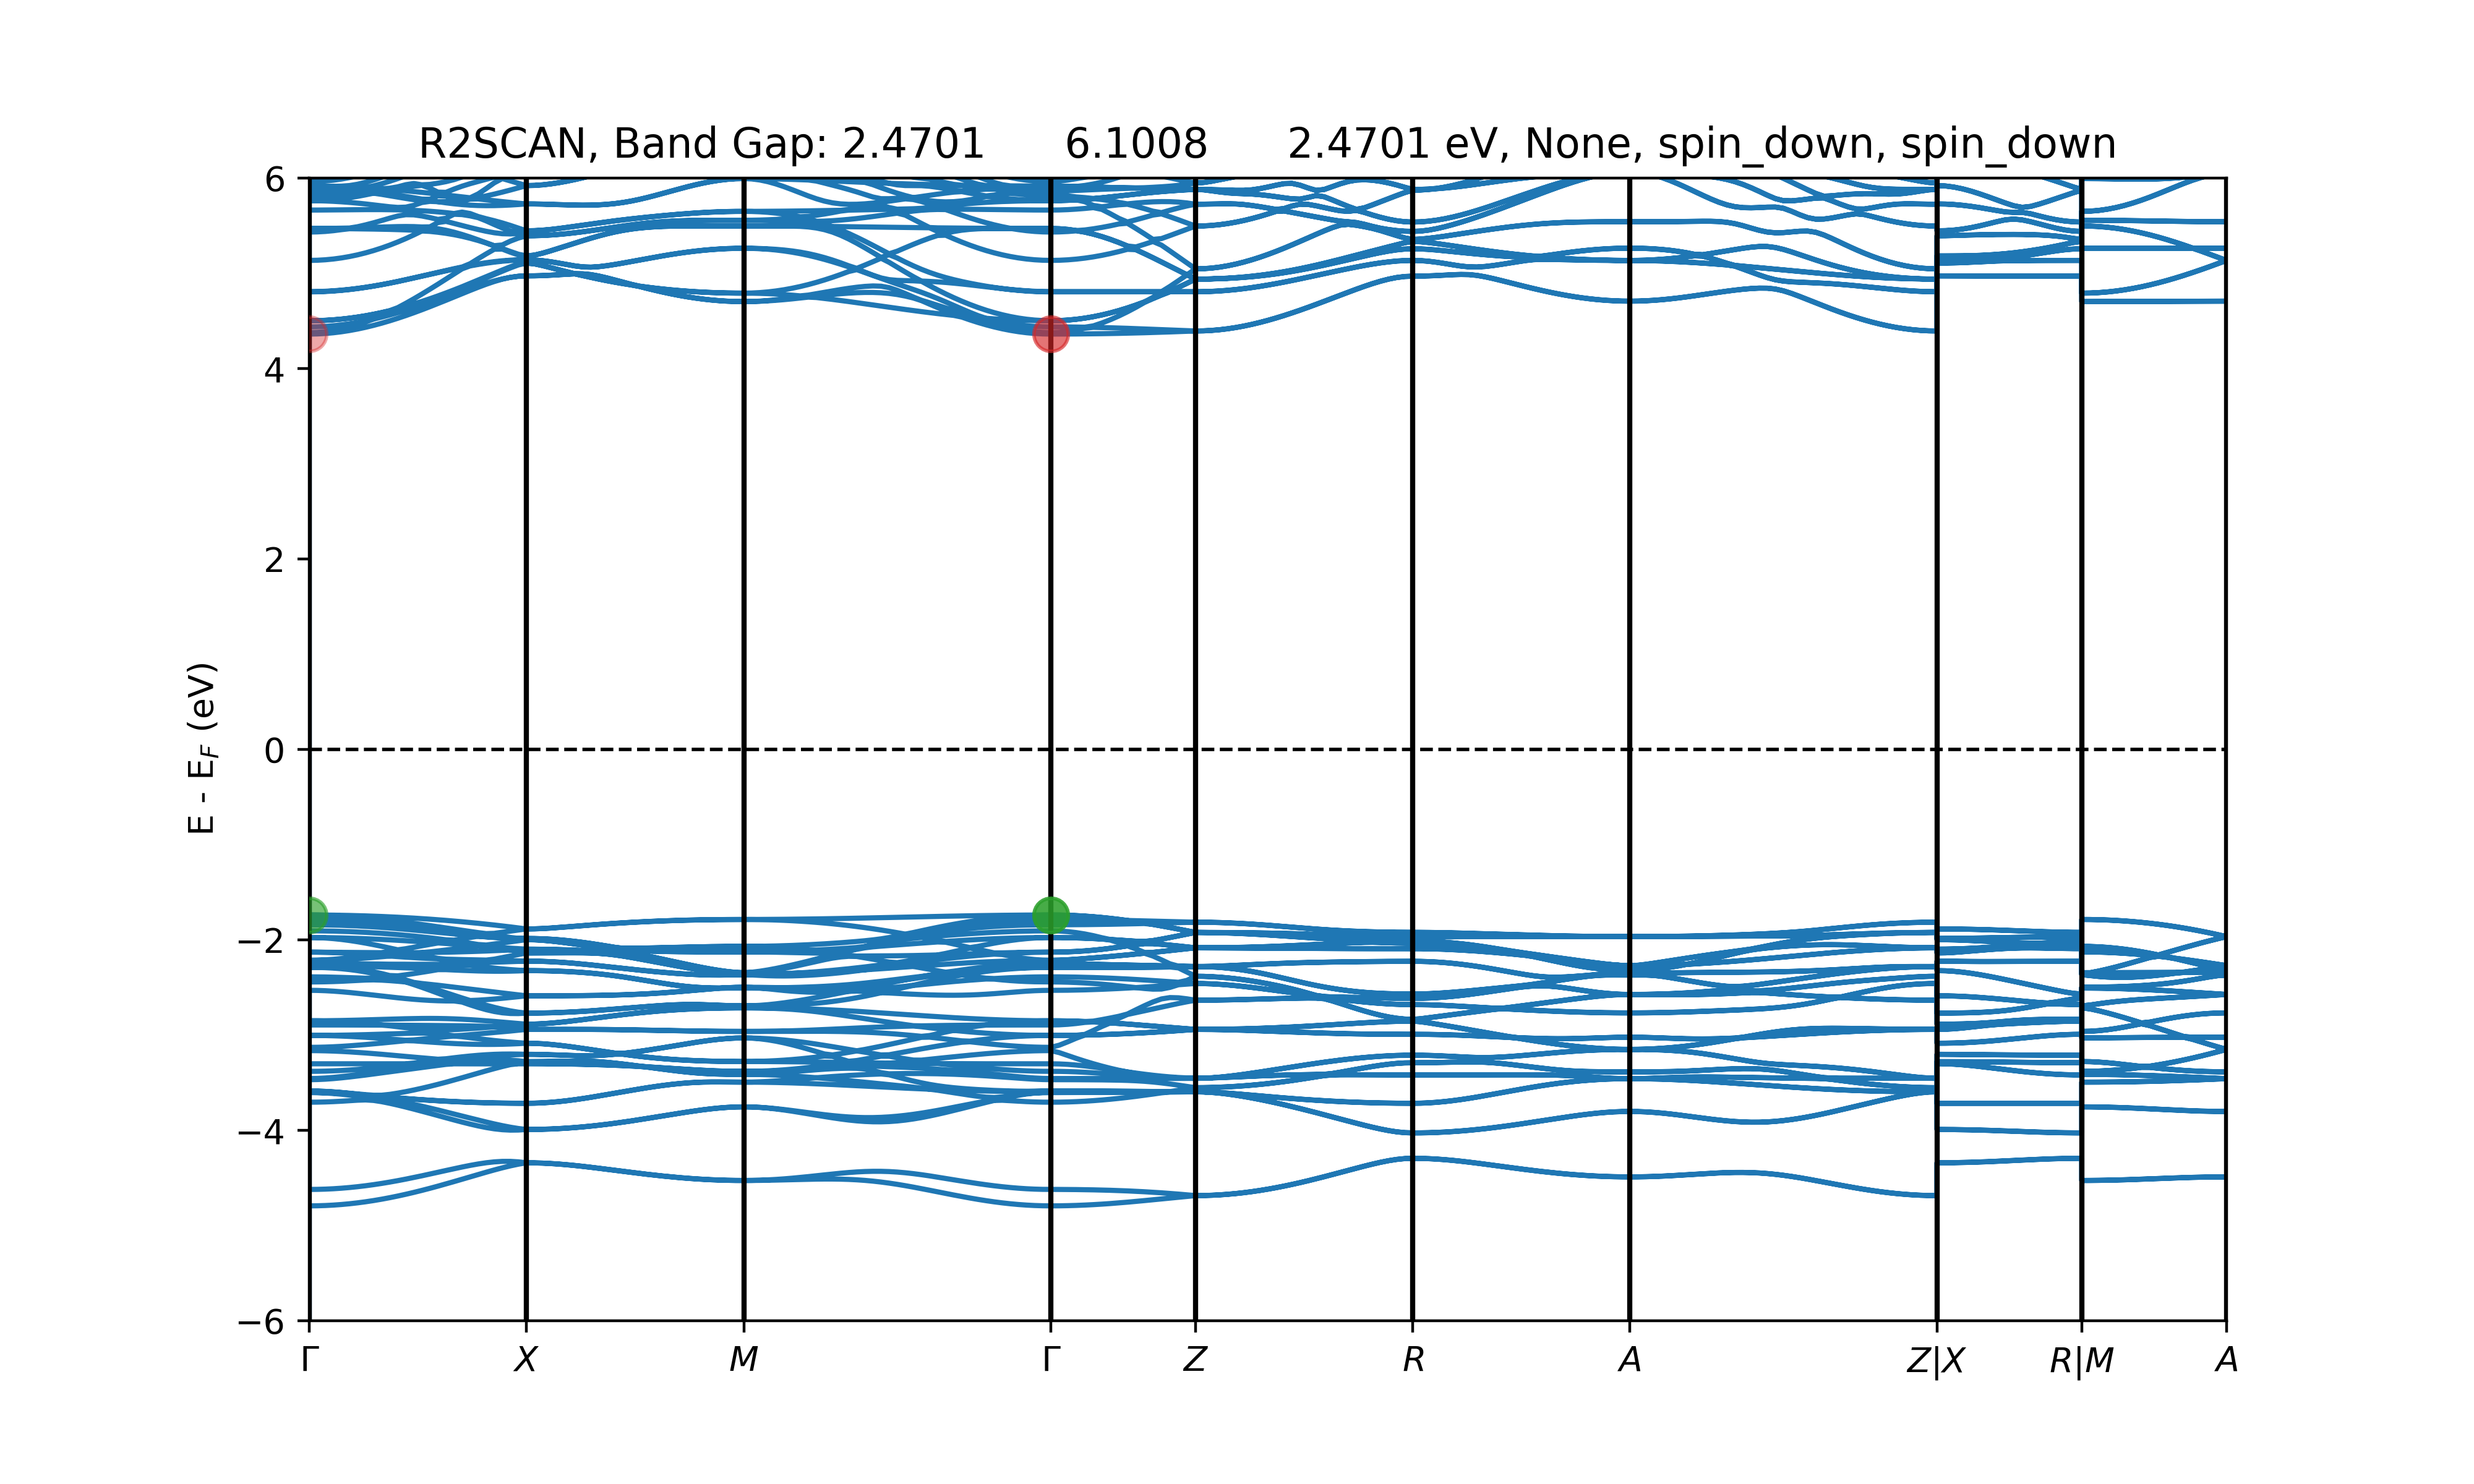 R2SCAN, Band Gap: 2.4701 6.1008 2.4701 eV, None, spin_down, spin_down
6
4
2
0
−2
−4
−6
E - E_F (eV)
Γ X M Γ Z R A Z|X R|M A